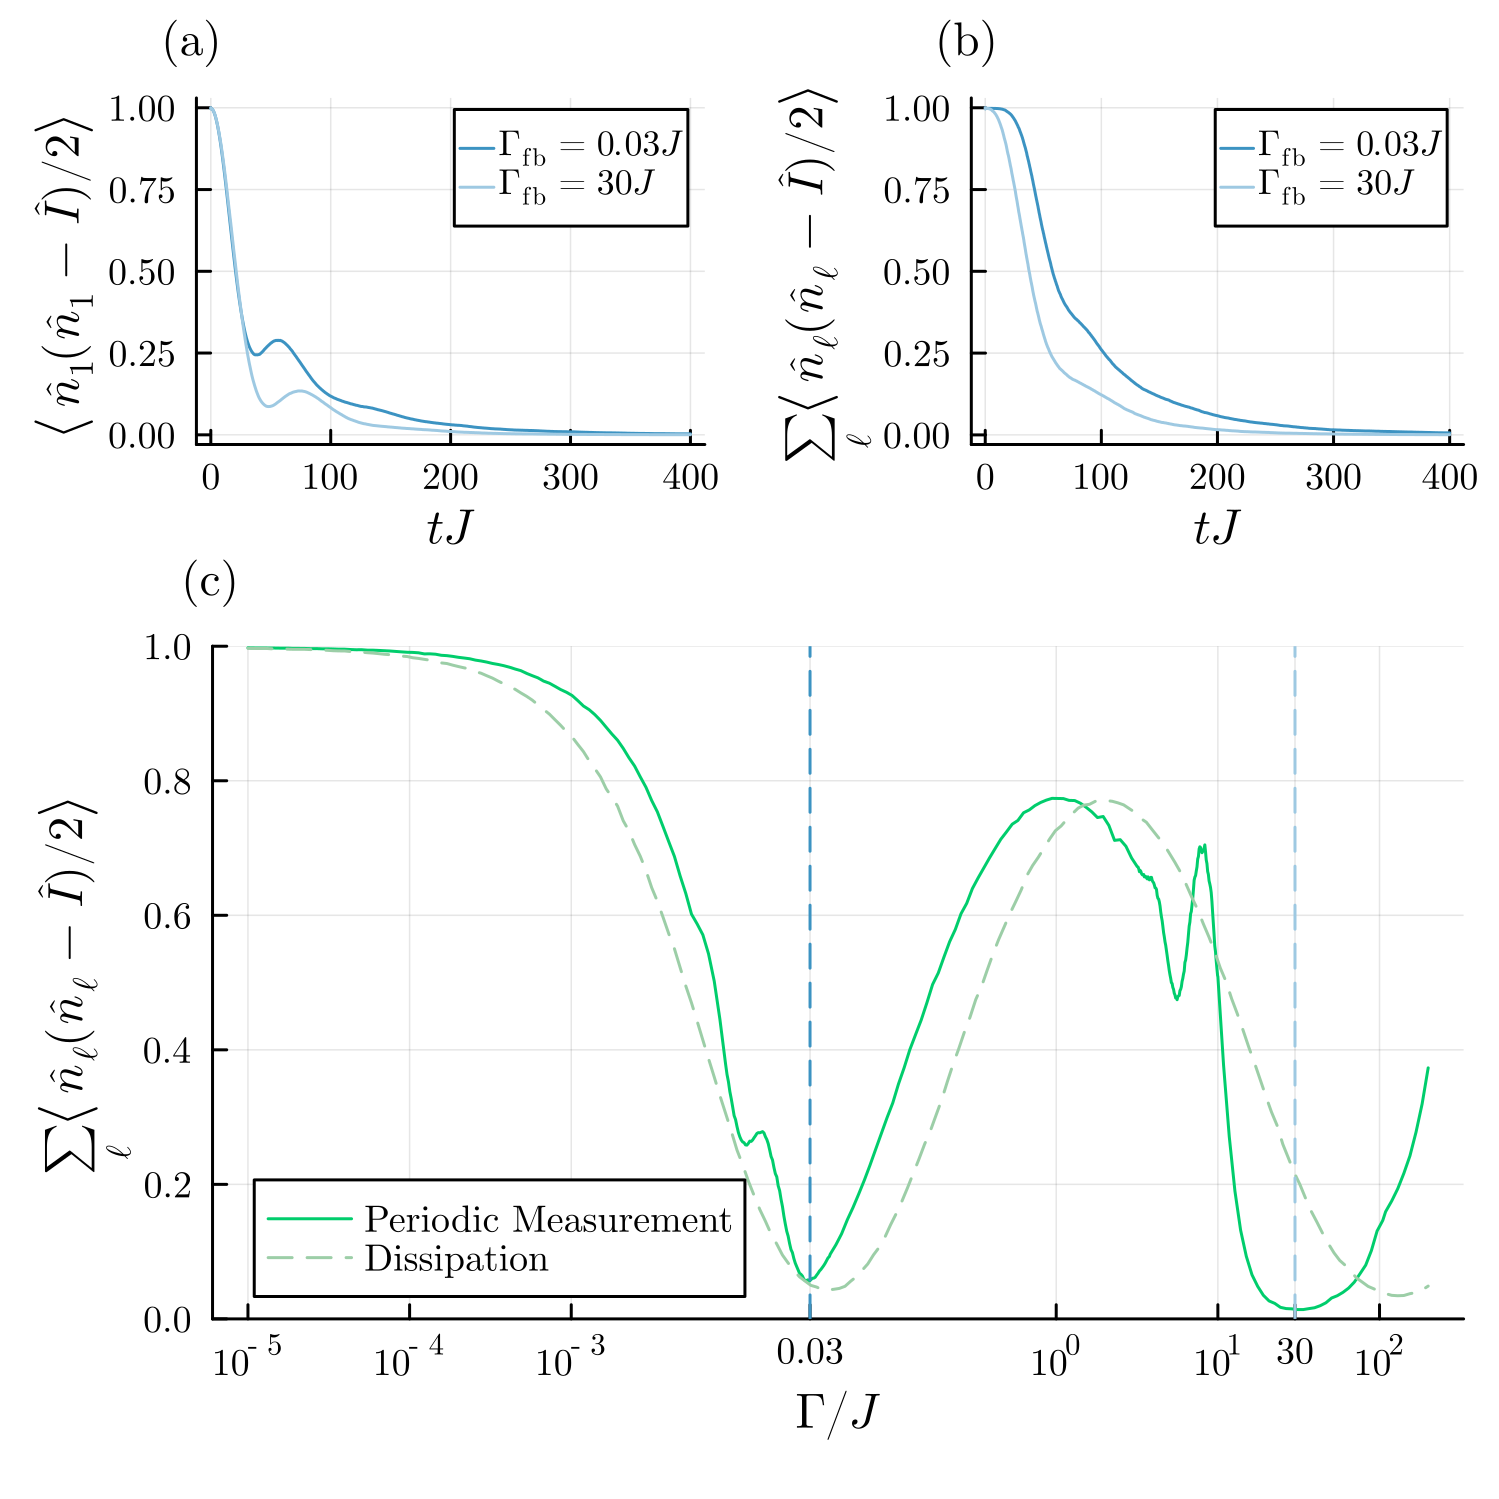 (a)
⟨n̂₁(n̂₁ − Î)/2⟩
1.00
0.75
0.50
0.25
0.00
Γ_fb = 0.03J
Γ_fb = 30J
0 100 200 300 400
tJ
(b)
∑_ℓ⟨n̂_ℓ(n̂_ℓ − Î)/2⟩
1.00
0.75
0.50
0.25
0.00
Γ_fb = 0.03J
Γ_fb = 30J
0 100 200 300 400
tJ
(c)
∑_ℓ⟨n̂_ℓ(n̂_ℓ − Î)/2⟩
1.0
0.8
0.6
0.4
0.2
0.0
Periodic Measurement
Dissipation
10⁻⁵ 10⁻⁴ 10⁻³ 0.03 10⁰ 10¹ 30 10²
Γ/J